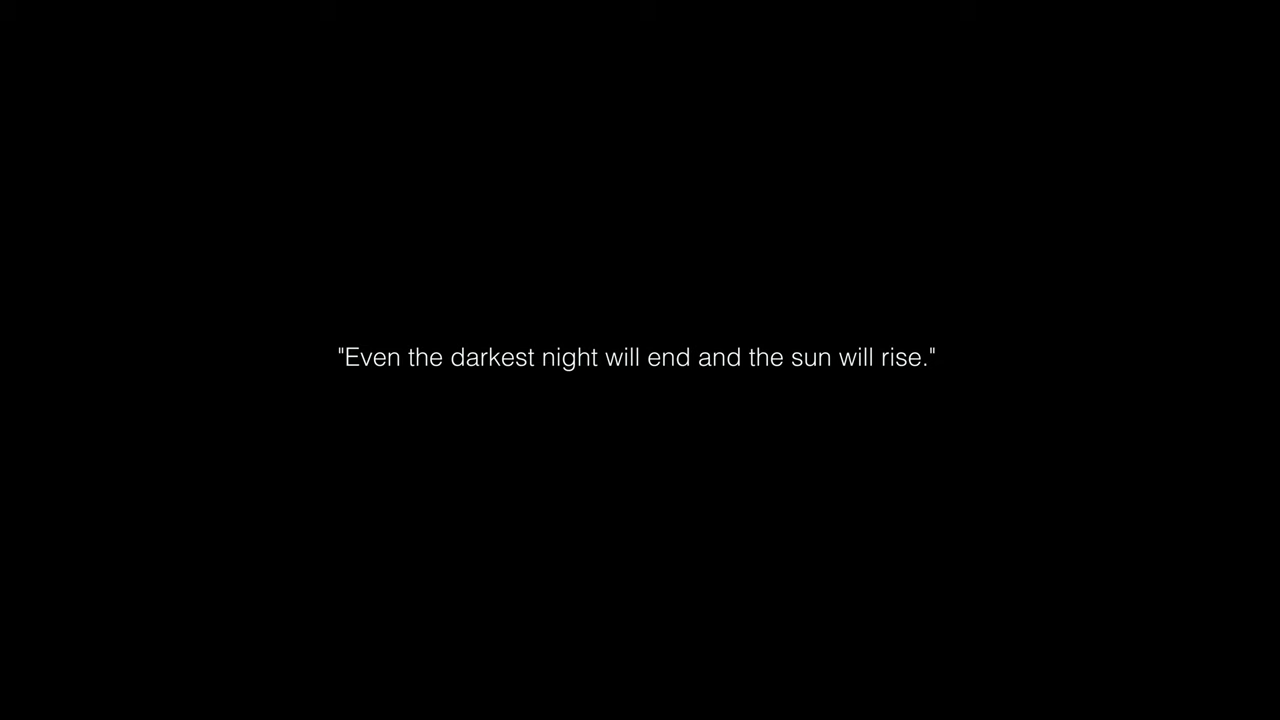 "Even the darkest night will end and the sun will rise."